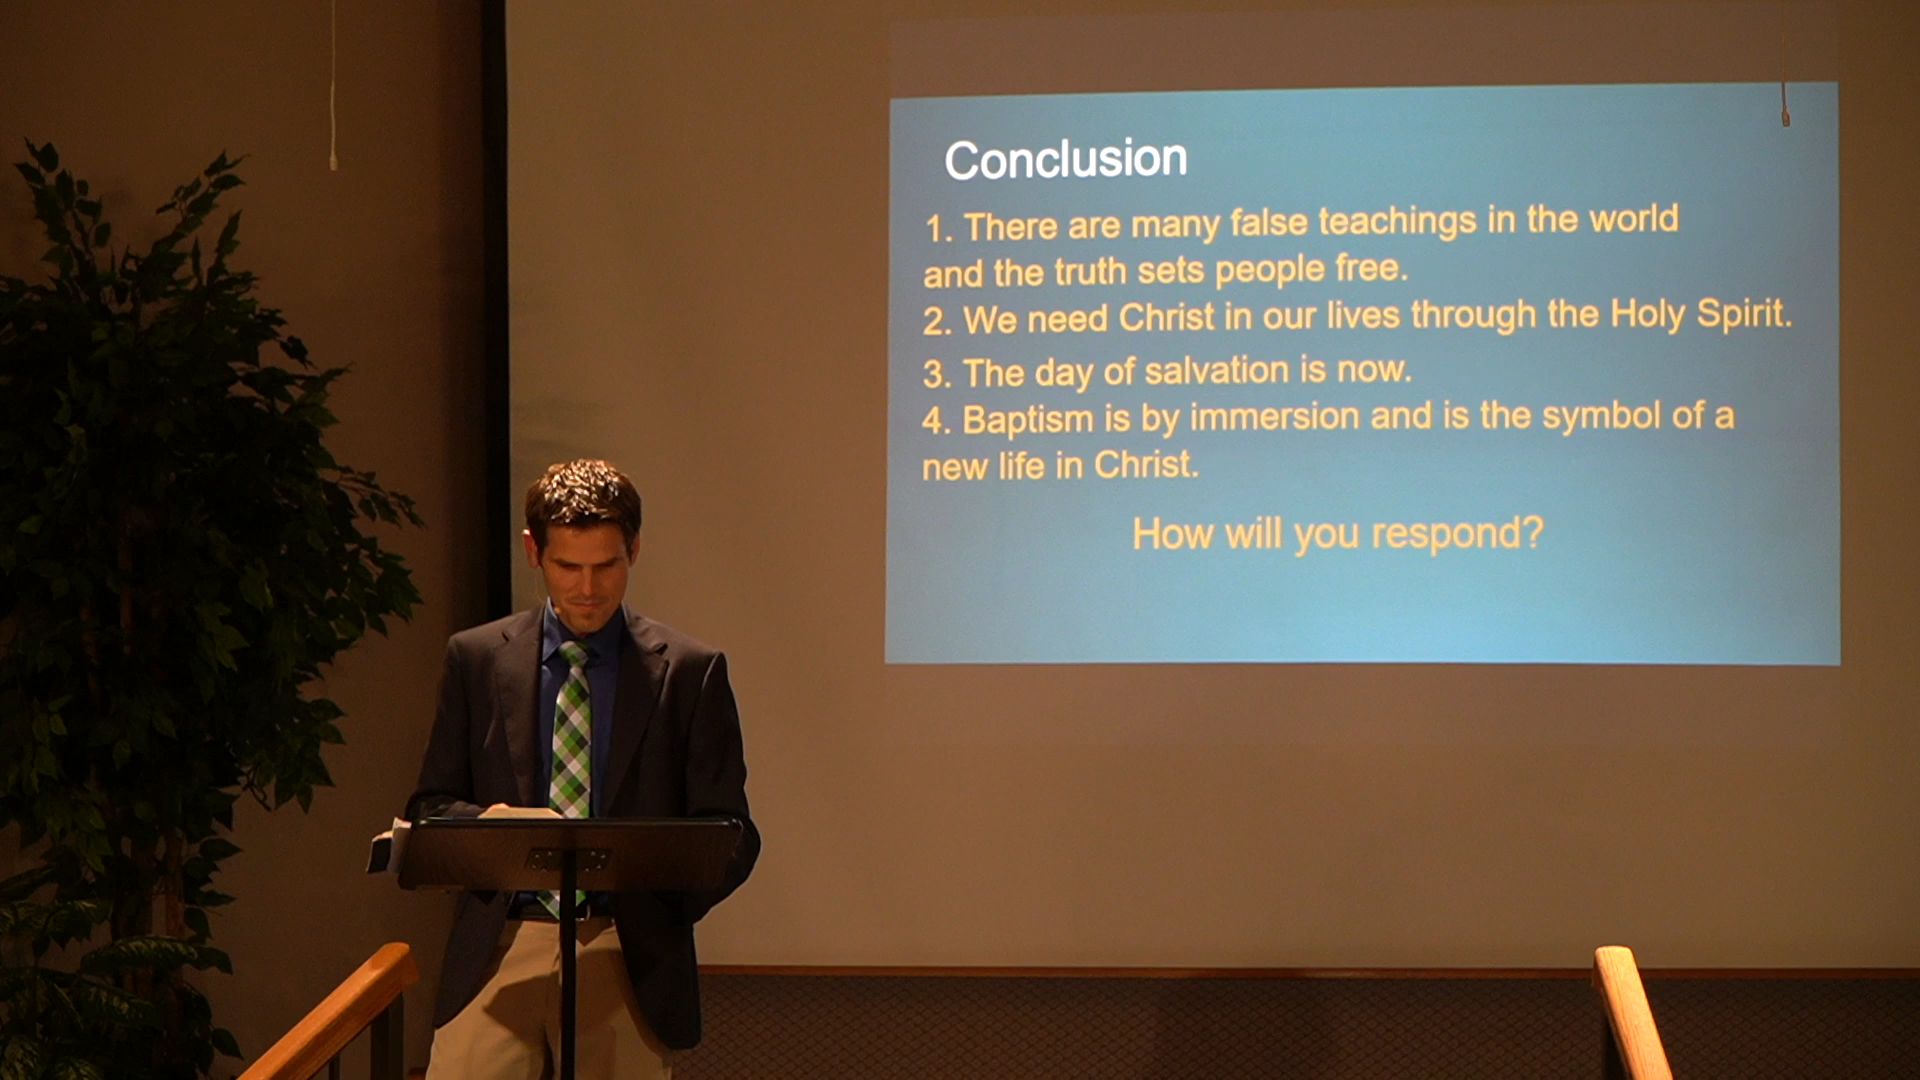 Conclusion
1. There are many false teachings in the world
and the truth sets people free.
2. We need Christ in our lives through the Holy Spirit.
3. The day of salvation is now.
4. Baptism is by immersion and is the symbol of a
new life in Christ.
How will you respond?